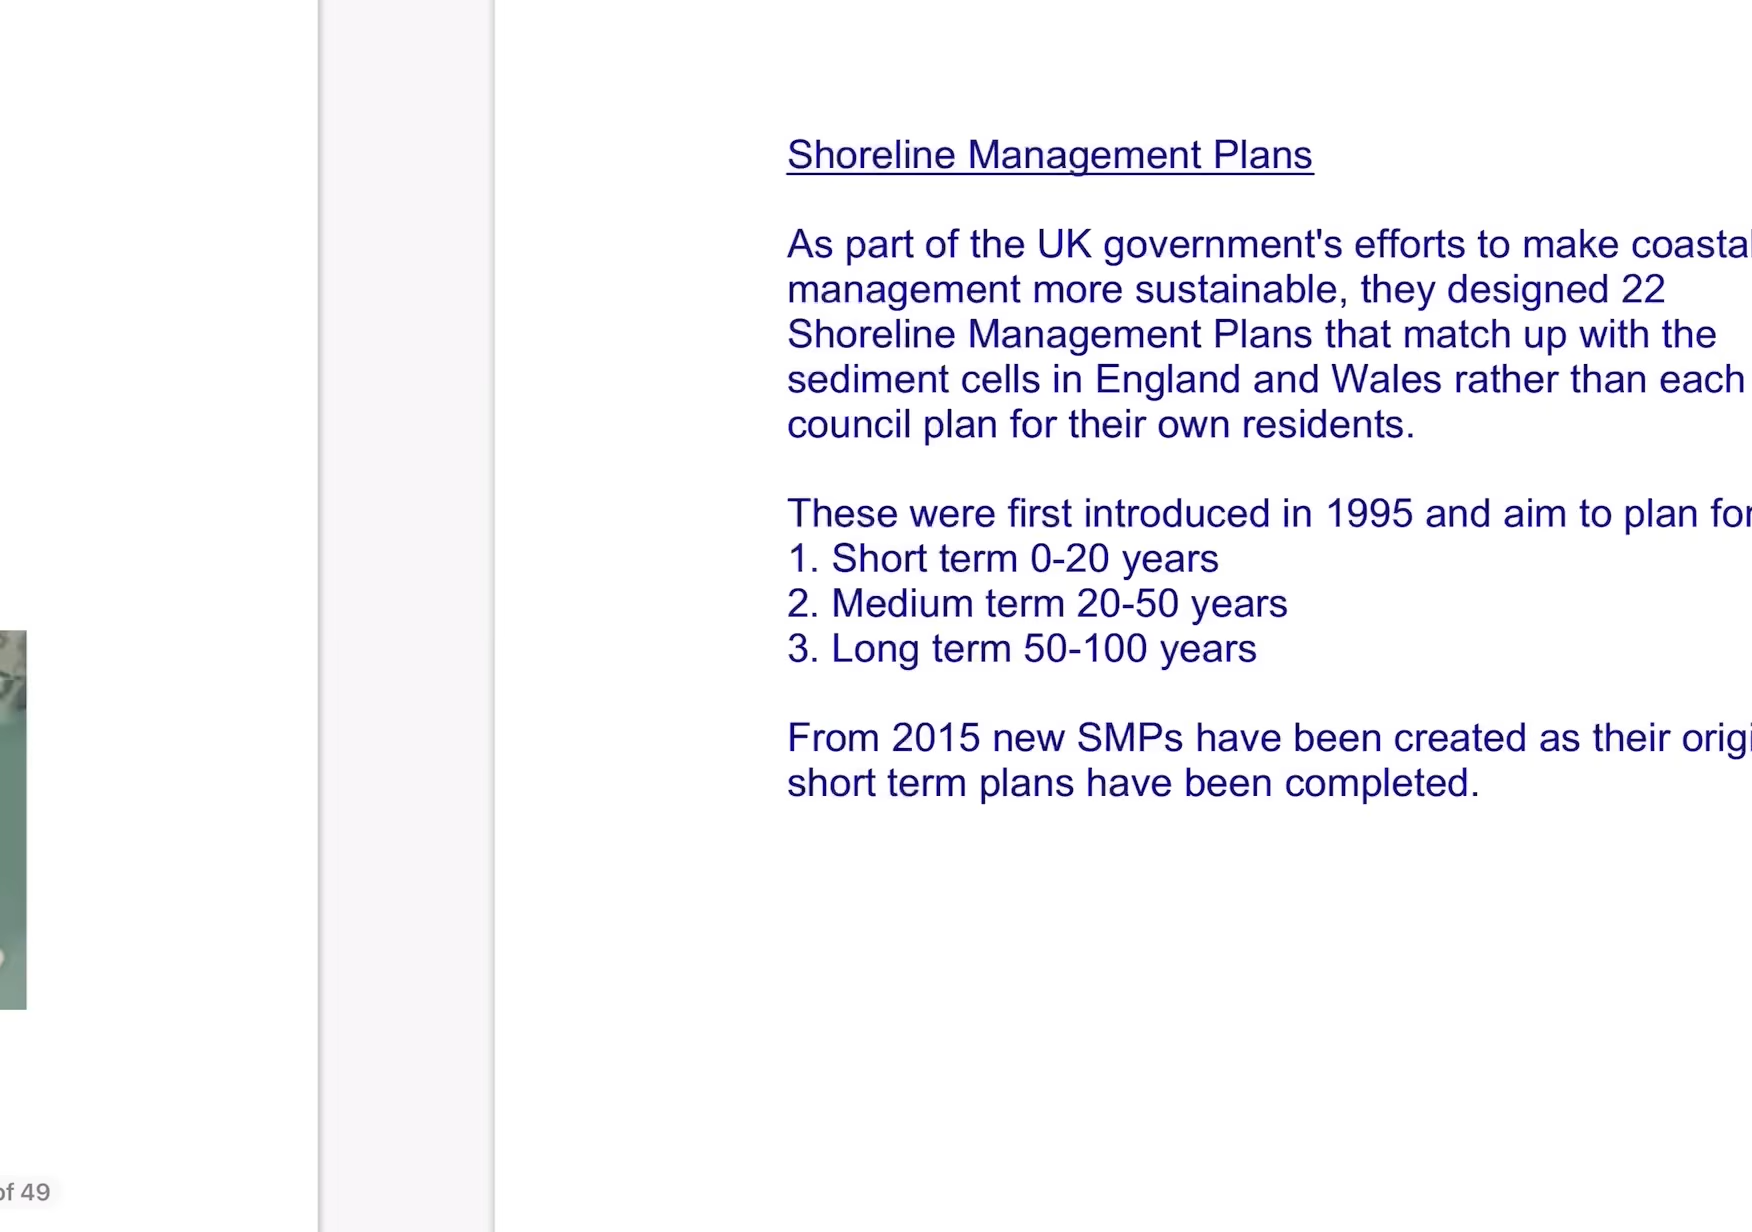 Shoreline Management Plans
As part of the UK government's efforts to make coastal
management more sustainable, they designed 22
Shoreline Management Plans that match up with the
sediment cells in England and Wales rather than each
council plan for their own residents.
These were first introduced in 1995 and aim to plan for
1. Short term 0-20 years
2. Medium term 20-50 years
3. Long term 50-100 years
From 2015 new SMPs have been created as their origi
short term plans have been completed.
of 49